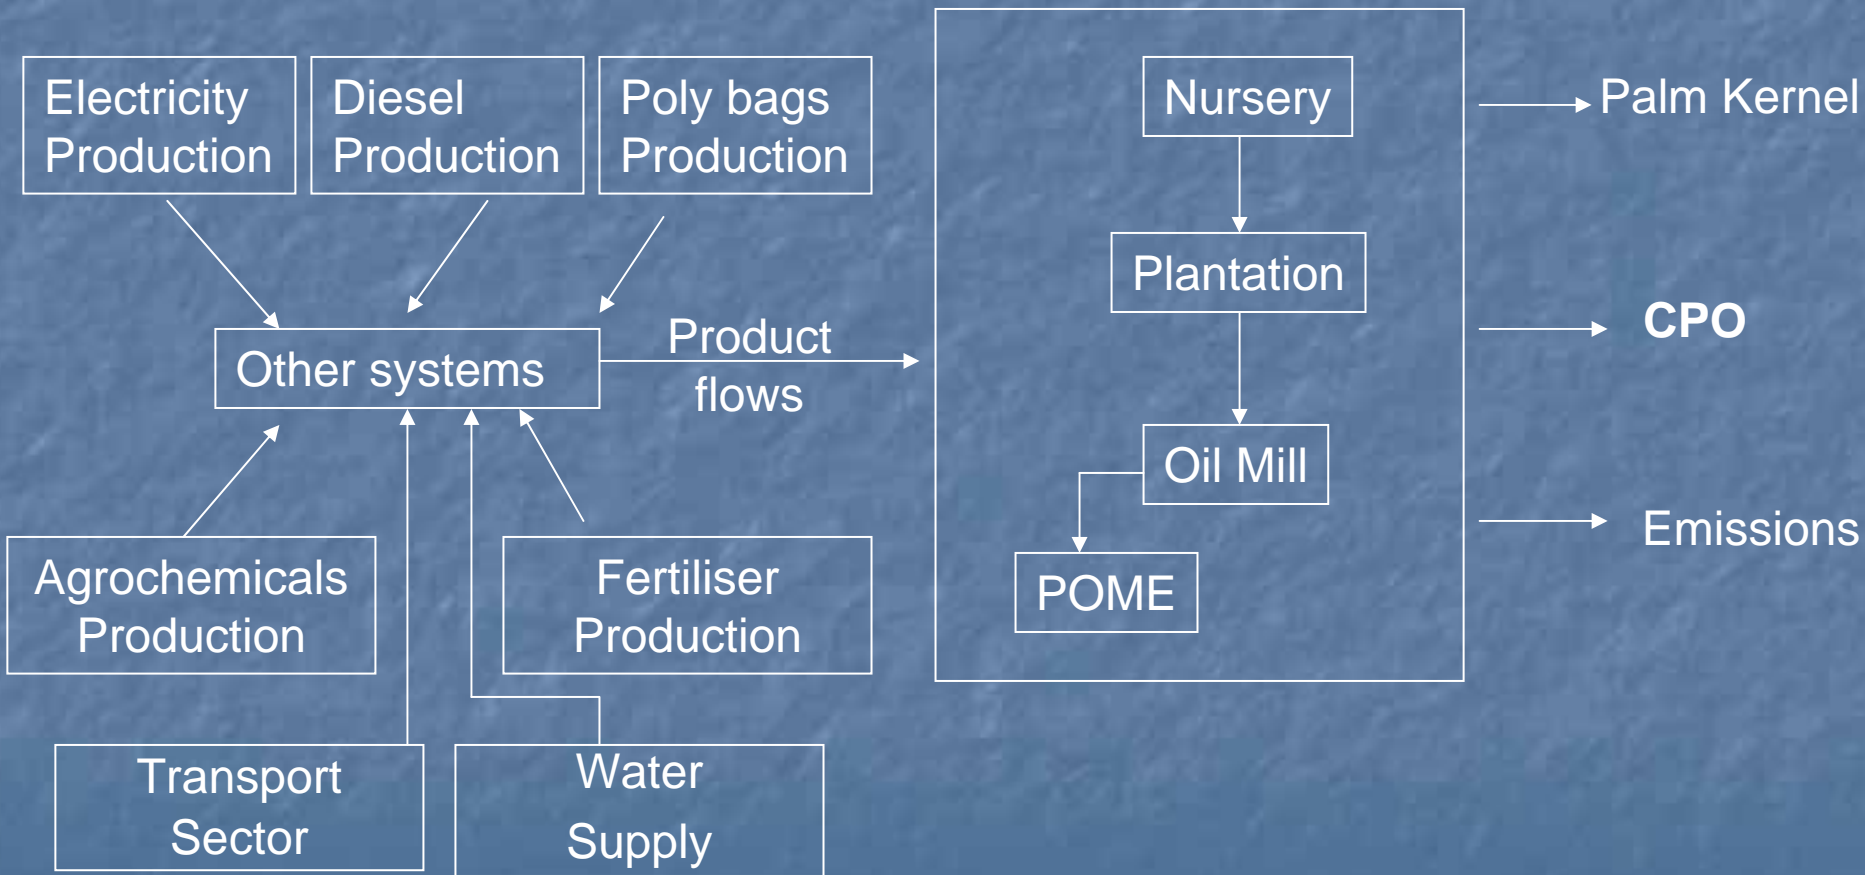 Electricity
Production
Diesel
Production
Poly bags
Production
Other systems
Product
flows
Agrochemicals
Production
Fertiliser
Production
Transport
Sector
Water
Supply
Nursery
Plantation
Oil Mill
POME
Palm Kernel
CPO
Emissions